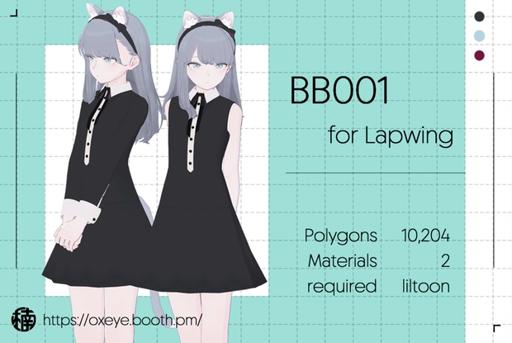 BB001
for Lapwing
Polygons 10,204
Materials 2
required liltoon
https://oxeye.booth.pm/